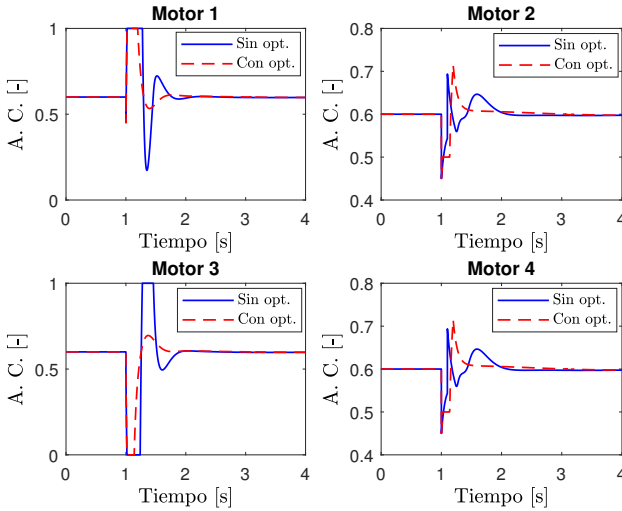 Motor 1
Sin opt.
Con opt.
A. C. [-]
1
0.5
0
0 1 2 3 4
Tiempo [s]
Motor 2
Sin opt.
Con opt.
A. C. [-]
0.8
0.7
0.6
0.5
0.4
0 1 2 3 4
Tiempo [s]
Motor 3
Sin opt.
Con opt.
A. C. [-]
1
0.5
0
0 1 2 3 4
Tiempo [s]
Motor 4
Sin opt.
Con opt.
A. C. [-]
0.8
0.7
0.6
0.5
0.4
0 1 2 3 4
Tiempo [s]